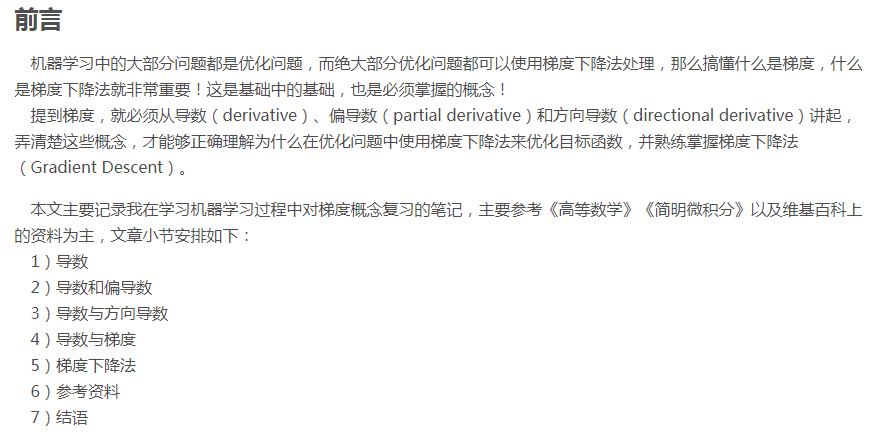 前言
机器学习中的大部分问题都是优化问题，而绝大部分优化问题都可以使用梯度下降法处理，那么搞懂什么是梯度，什么
是梯度下降法就非常重要！这是基础中的基础，也是必须掌握的概念！
提到梯度，就必须从导数（derivative）、偏导数（partial derivative）和方向导数（directional derivative）讲起，
弄清楚这些概念，才能够正确理解为什么在优化问题中使用梯度下降法来优化目标函数，并熟练掌握梯度下降法
（Gradient Descent）。
本文主要记录我在学习机器学习过程中对梯度概念复习的笔记，主要参考《高等数学》《简明微积分》以及维基百科上
的资料为主，文章小节安排如下：
1）导数
2）导数和偏导数
3）导数与方向导数
4）导数与梯度
5）梯度下降法
6）参考资料
7）结语